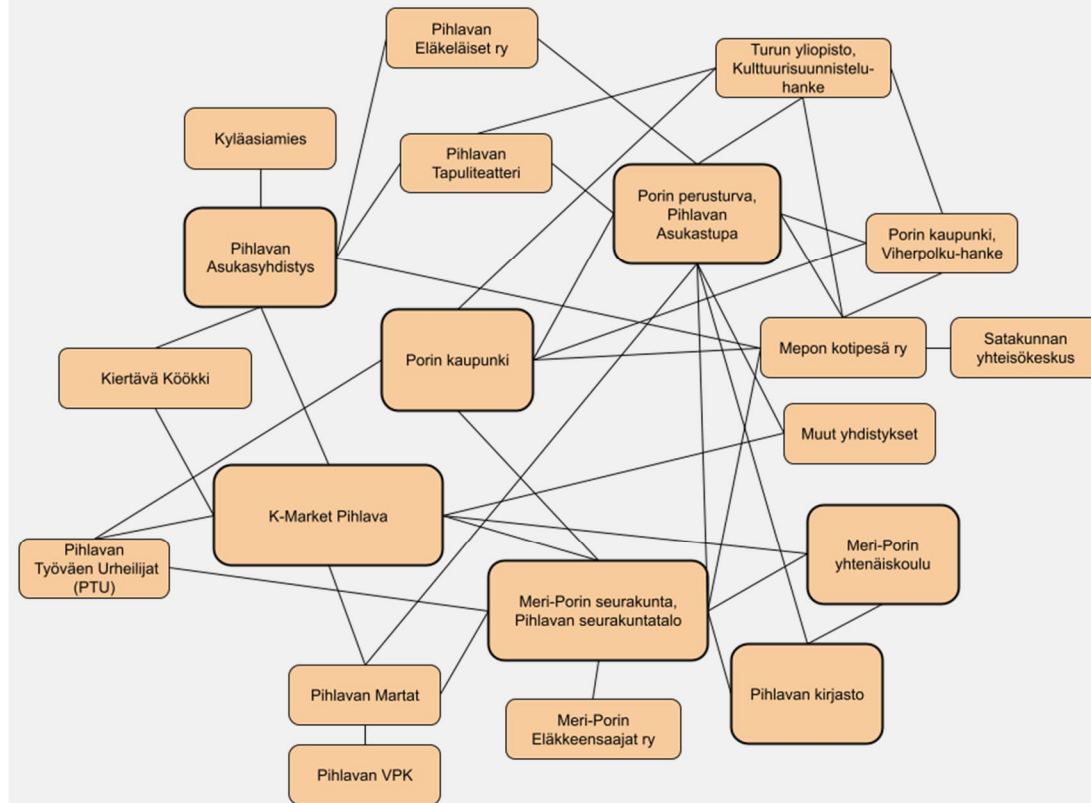 Pihlavan
Eläkeläiset ry
Turun yliopisto,
Kulttuurisuunnistelu-
hanke
Kyläasiamies
Pihlavan
Tapuliteatteri
Porin perusturva,
Pihlavan
Asukastupa
Pihlavan
Asukasyhdistys
Porin kaupunki,
Viherpolku-hanke
Porin kaupunki
Mepon kotipesä ry
Satakunnan
yhteisökeskus
Kiertävä Köökki
Muut yhdistykset
K-Market Pihlava
Meri-Porin
yhtenäiskoulu
Pihlavan
Työväen Urheilijat
(PTU)
Meri-Porin seurakunta,
Pihlavan seurakuntatalo
Pihlavan Martat
Pihlavan kirjasto
Meri-Porin
Eläkkeensaajat ry
Pihlavan VPK